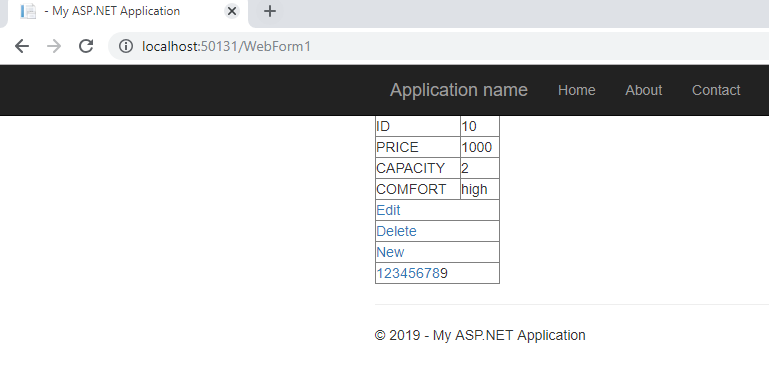 - My ASP.NET Application
localhost:50131/WebForm1
Application name Home About Contact
ID 10
PRICE 1000
CAPACITY 2
COMFORT high
Edit
Delete
New
123456789
© 2019 - My ASP.NET Application